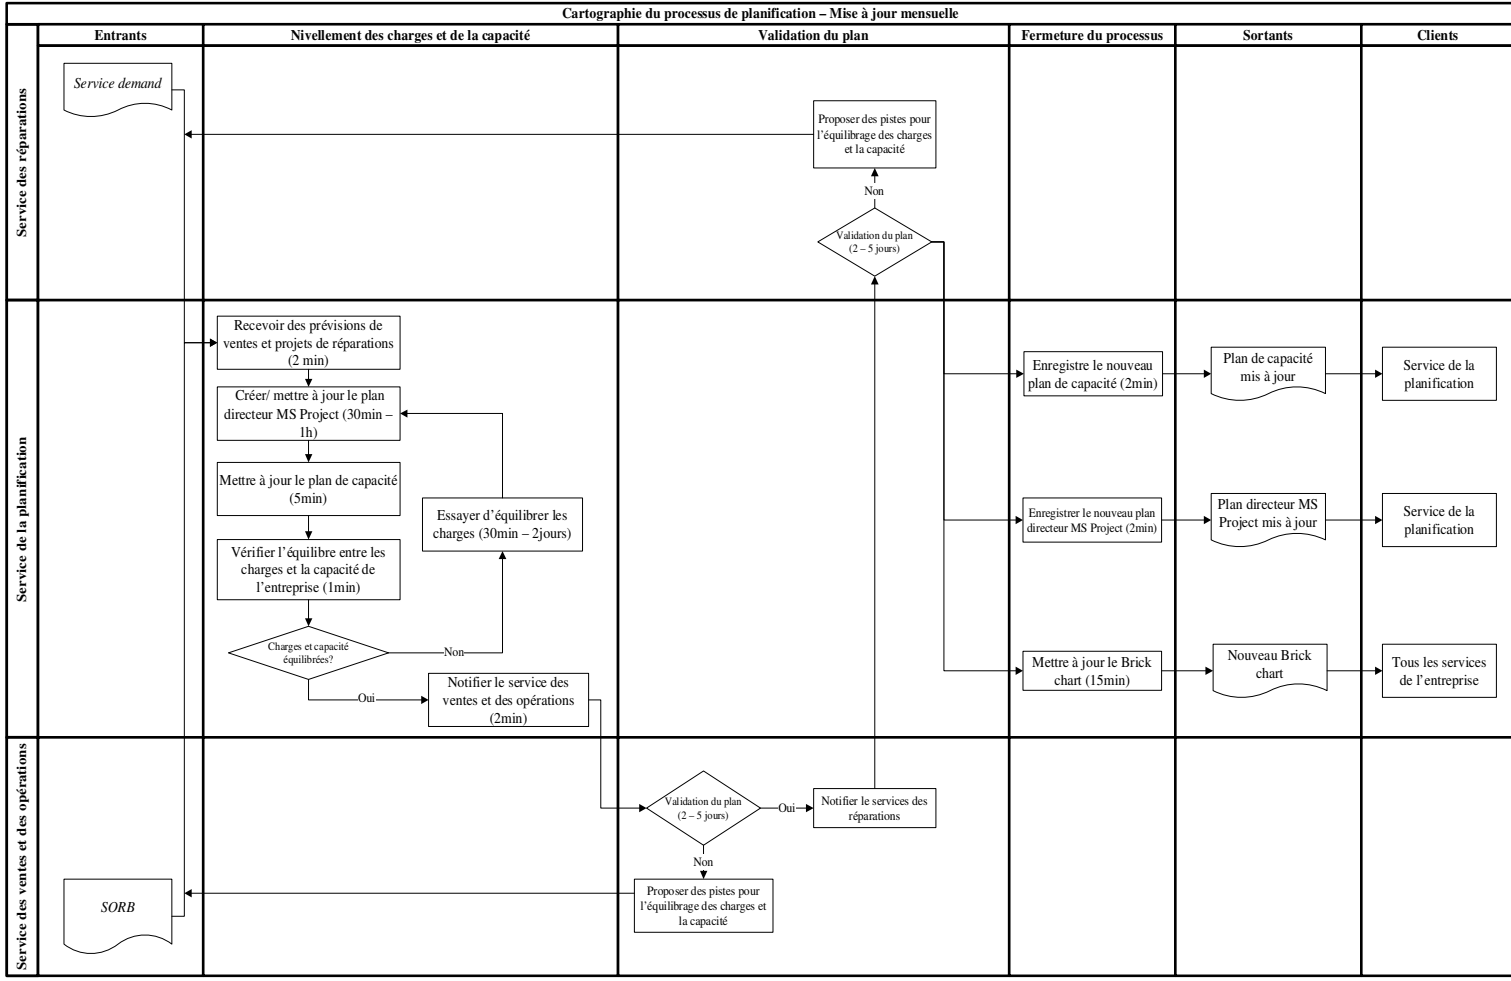 Cartographie du processus de planification – Mise à jour mensuelle
Entrants
Nivellement des charges et de la capacité
Validation du plan
Fermeture du processus
Sortants
Clients
Service des réparations
Service demand
Proposer des pistes pour
l'équilibrage des charges
et la capacité
Non
Validation du plan
(2 – 5 jours)
Service de la planification
Recevoir des prévisions de
ventes et projets de réparations
(2 min)
Créer/ mettre à jour le plan
directeur MS Project (30min –
1h)
Mettre à jour le plan de capacité
(5min)
Vérifier l'équilibre entre les
charges et la capacité de
l'entreprise (1min)
Charges et capacité
équilibrées?
Non
Essayer d'équilibrer les
charges (30min – 2jours)
Oui
Notifier le service des
ventes et des opérations
(2min)
Enregistre le nouveau
plan de capacité (2min)
Plan de capacité
mis à jour
Service de la
planification
Enregistrer le nouveau plan
directeur MS Project (2min)
Plan directeur MS
Project mis à jour
Service de la
planification
Mettre à jour le Brick
chart (15min)
Nouveau Brick
chart
Tous les services
de l'entreprise
Service des ventes et des opérations
SORB
Validation du plan
(2 – 5 jours)
Oui
Notifier le services des
réparations
Non
Proposer des pistes pour
l'équilibrage des charges et
la capacité